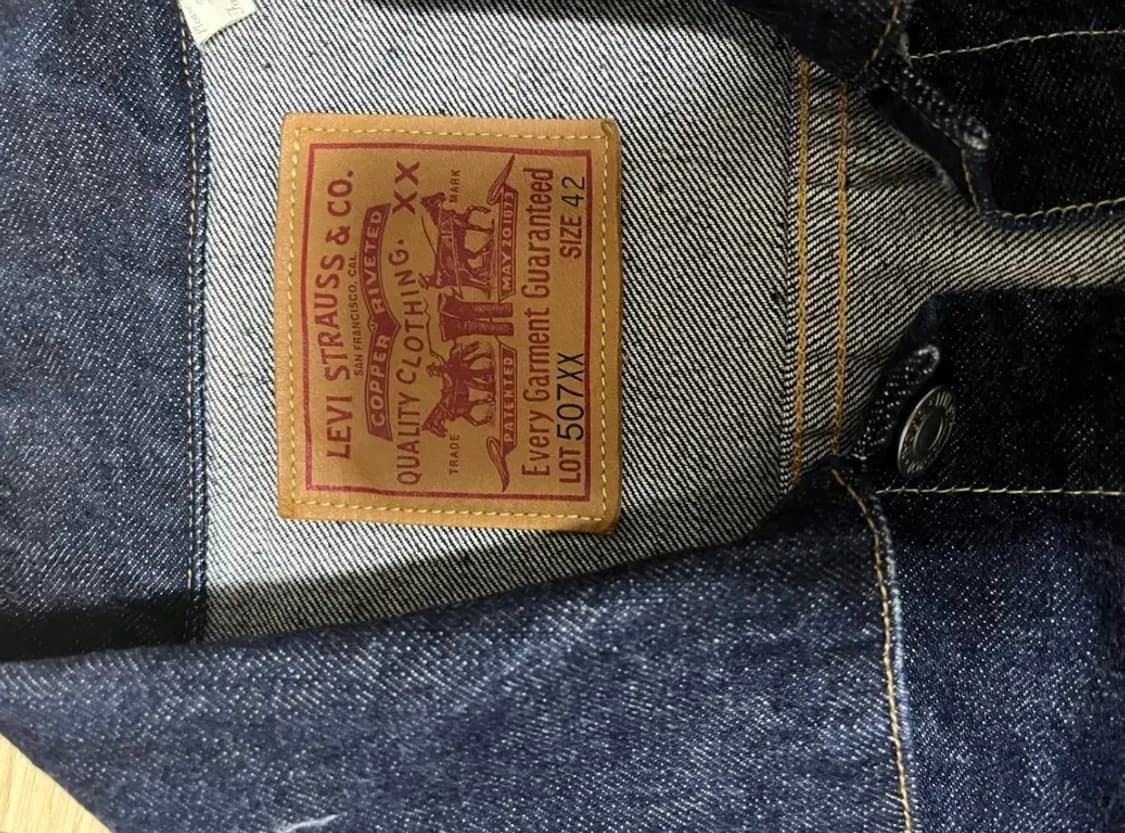 LEVI STRAUSS & CO.
SAN FRANCISCO, CAL.
COPPER RIVETED
QUALITY CLOTHING. XX
TRADE MARK
PATENTED MAY 20 1873
Every Garment Guaranteed
LOT 507XX SIZE 42